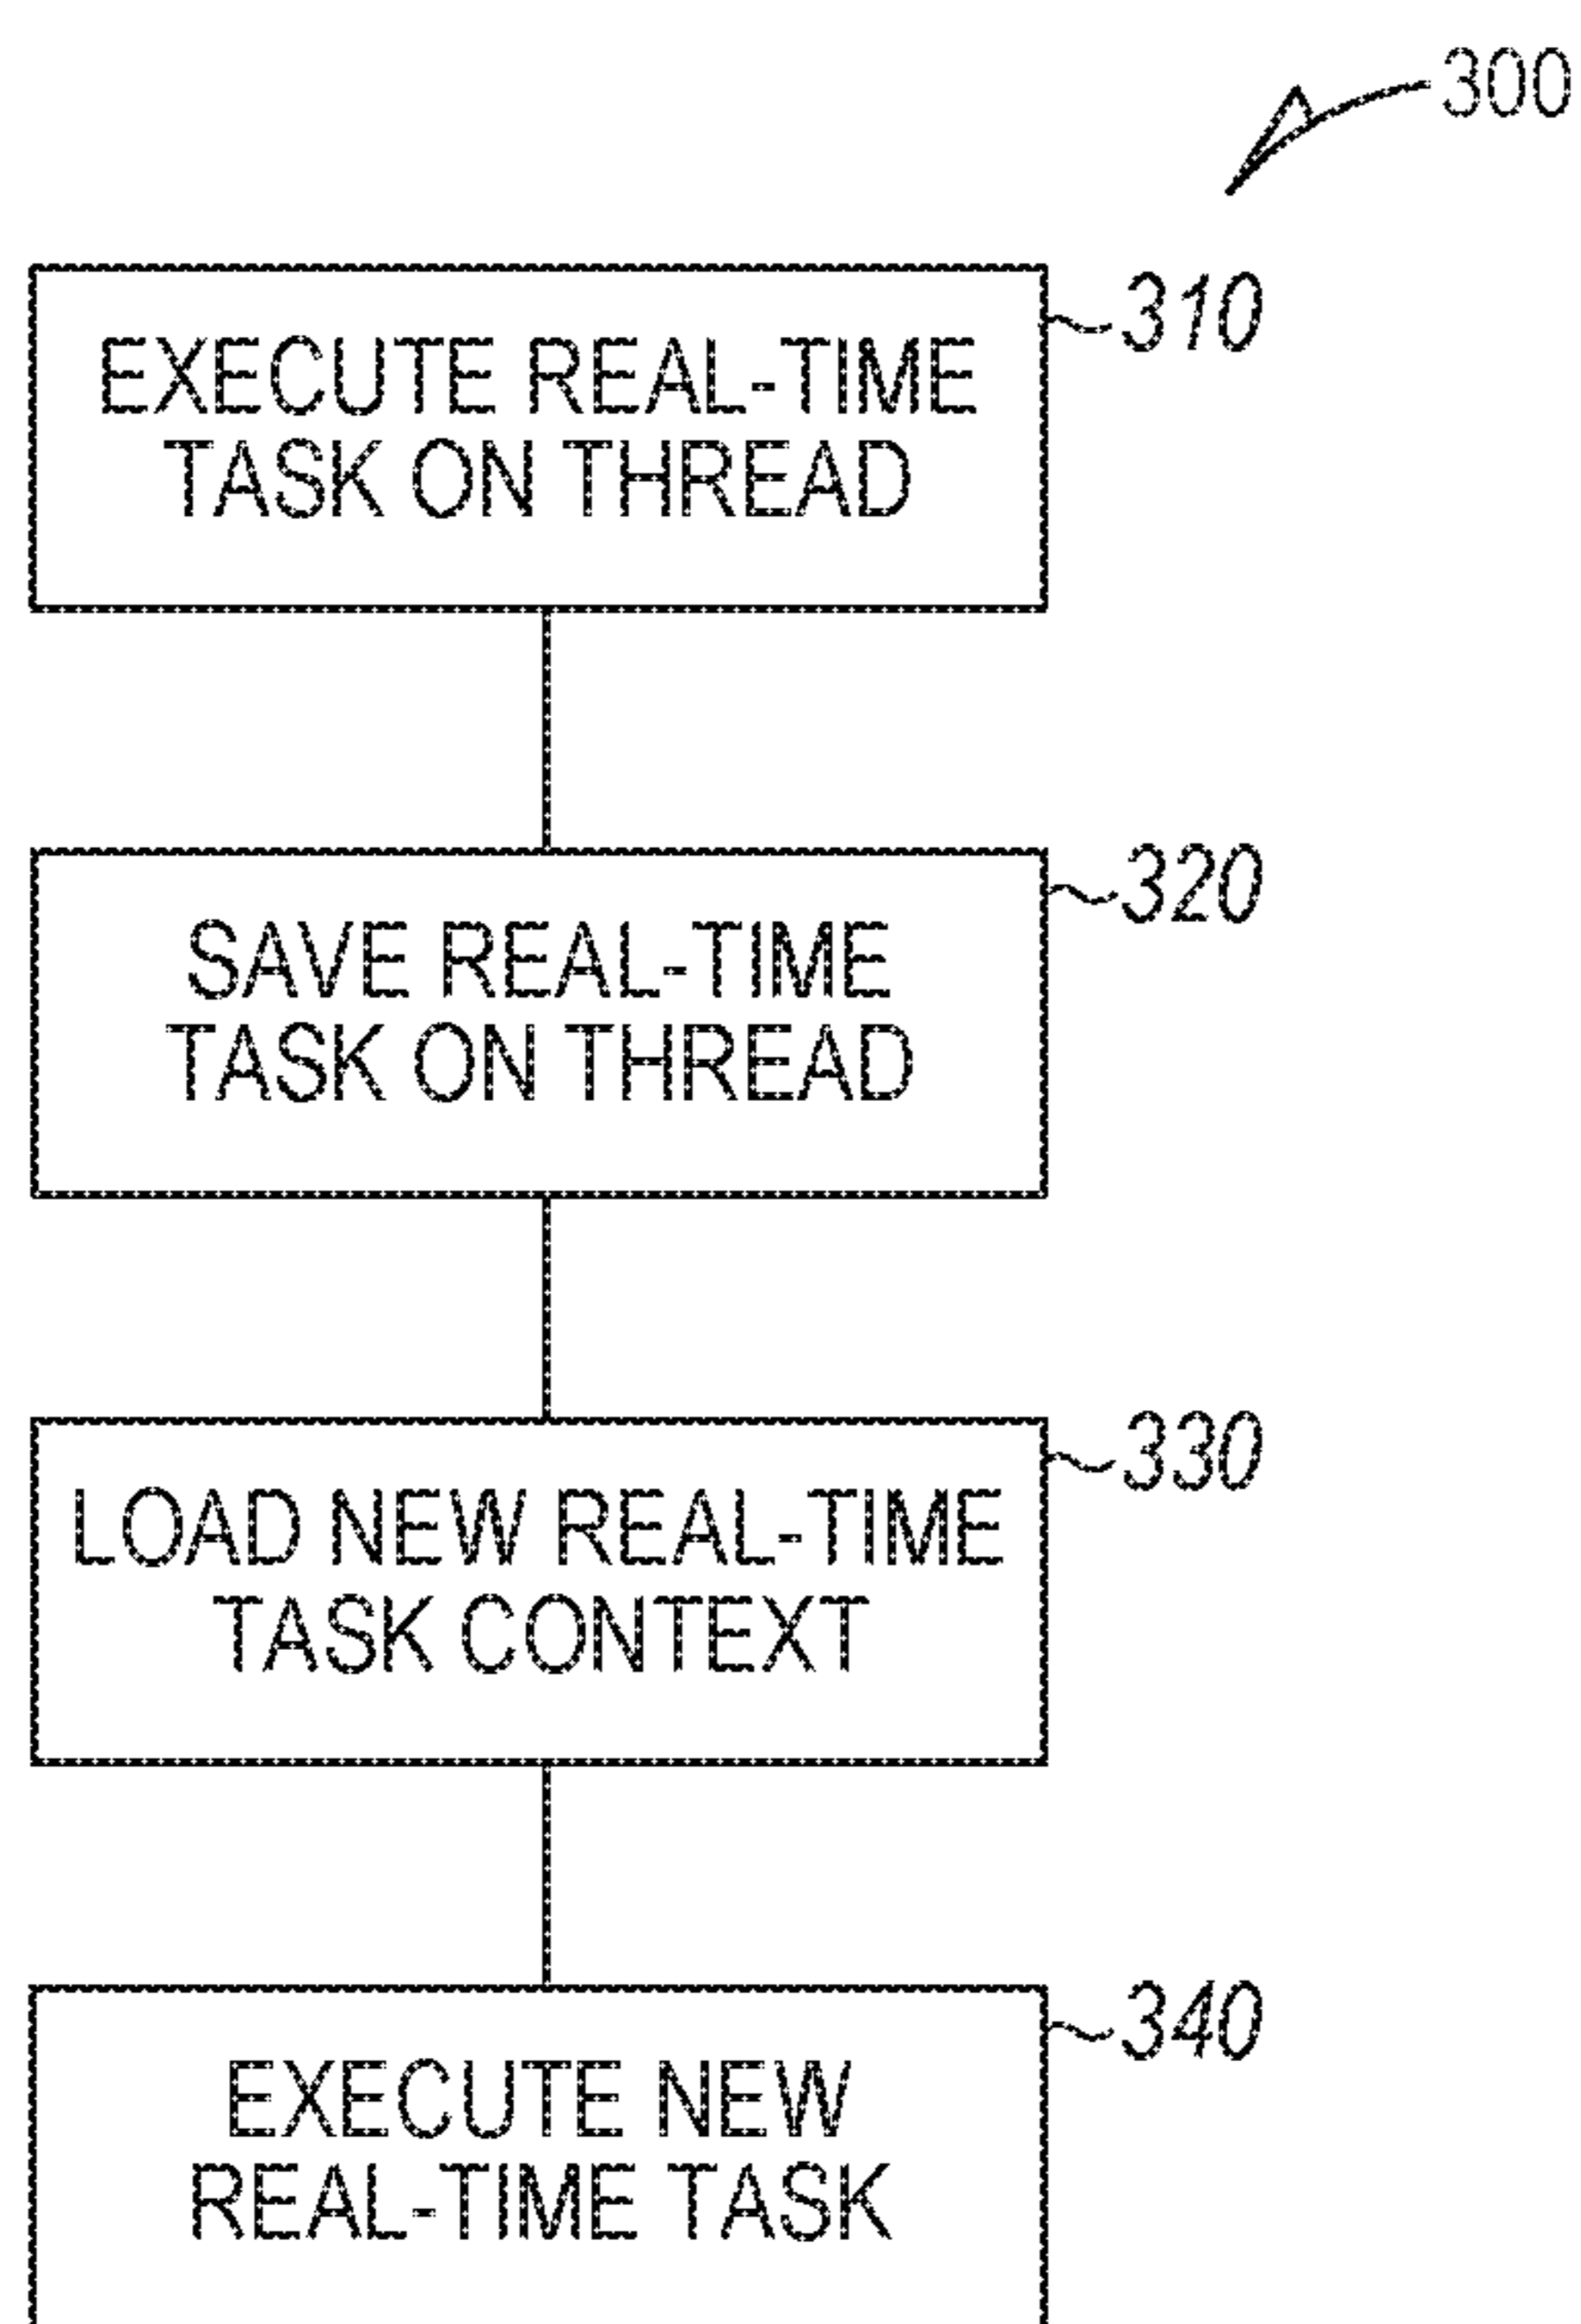 300
310
EXECUTE REAL-TIME
TASK ON THREAD
320
SAVE REAL-TIME
TASK ON THREAD
330
LOAD NEW REAL-TIME
TASK CONTEXT
340
EXECUTE NEW
REAL-TIME TASK